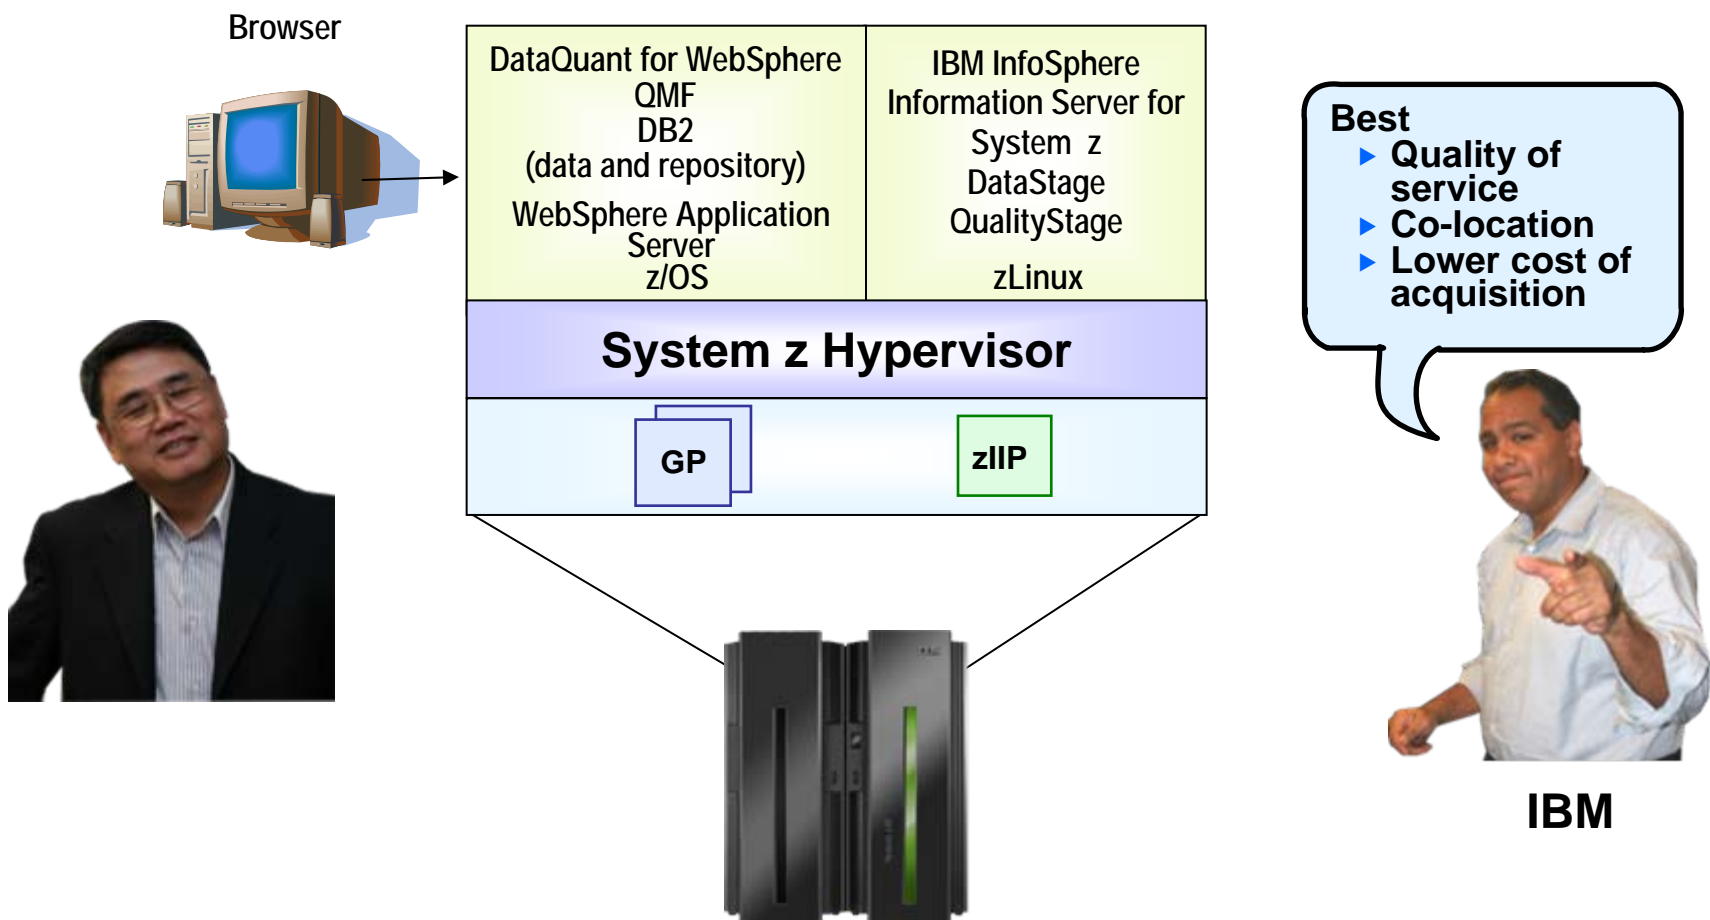 Browser
DataQuant for WebSphere
QMF
DB2
(data and repository)
WebSphere Application
Server
z/OS
IBM InfoSphere
Information Server for
System z
DataStage
QualityStage
zLinux
System z Hypervisor
GP
zIIP
Best
Quality of
service
Co-location
Lower cost of
acquisition
IBM